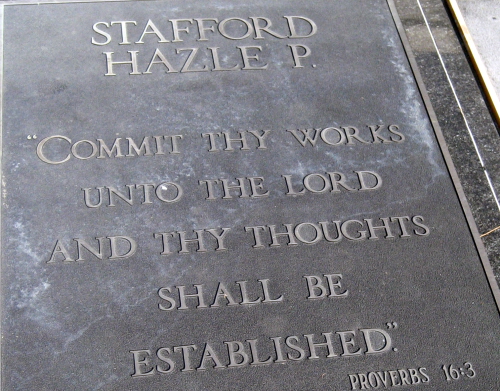 STAFFORD
HAZLE P.
"COMMIT THY WORKS
UNTO THE LORD
AND THY THOUGHTS
SHALL BE
ESTABLISHED."
PROVERBS 16:3